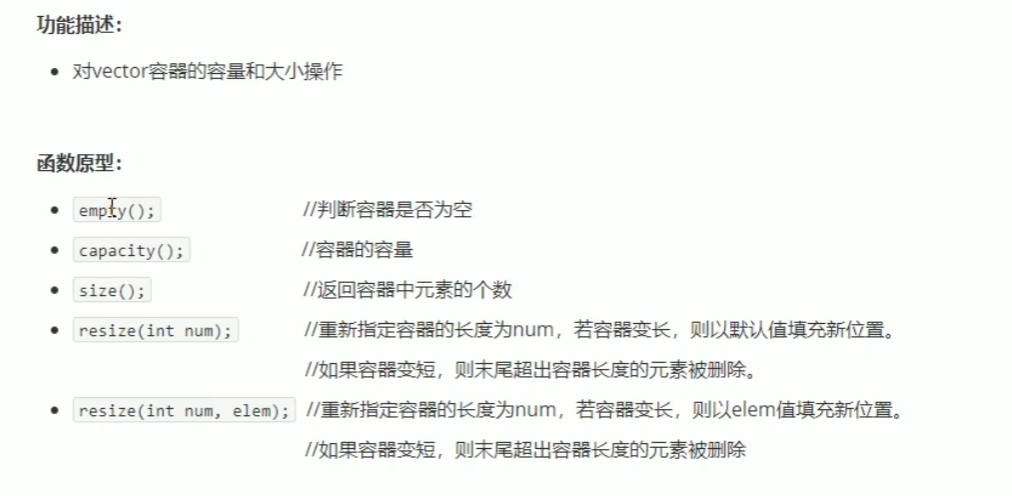 功能描述：
对vector容器的容量和大小操作
函数原型：
empty(); //判断容器是否为空
capacity(); //容器的容量
size(); //返回容器中元素的个数
resize(int num); //重新指定容器的长度为num，若容器变长，则以默认值填充新位置。
//如果容器变短，则末尾超出容器长度的元素被删除。
resize(int num, elem); //重新指定容器的长度为num，若容器变长，则以elem值填充新位置。
//如果容器变短，则末尾超出容器长度的元素被删除